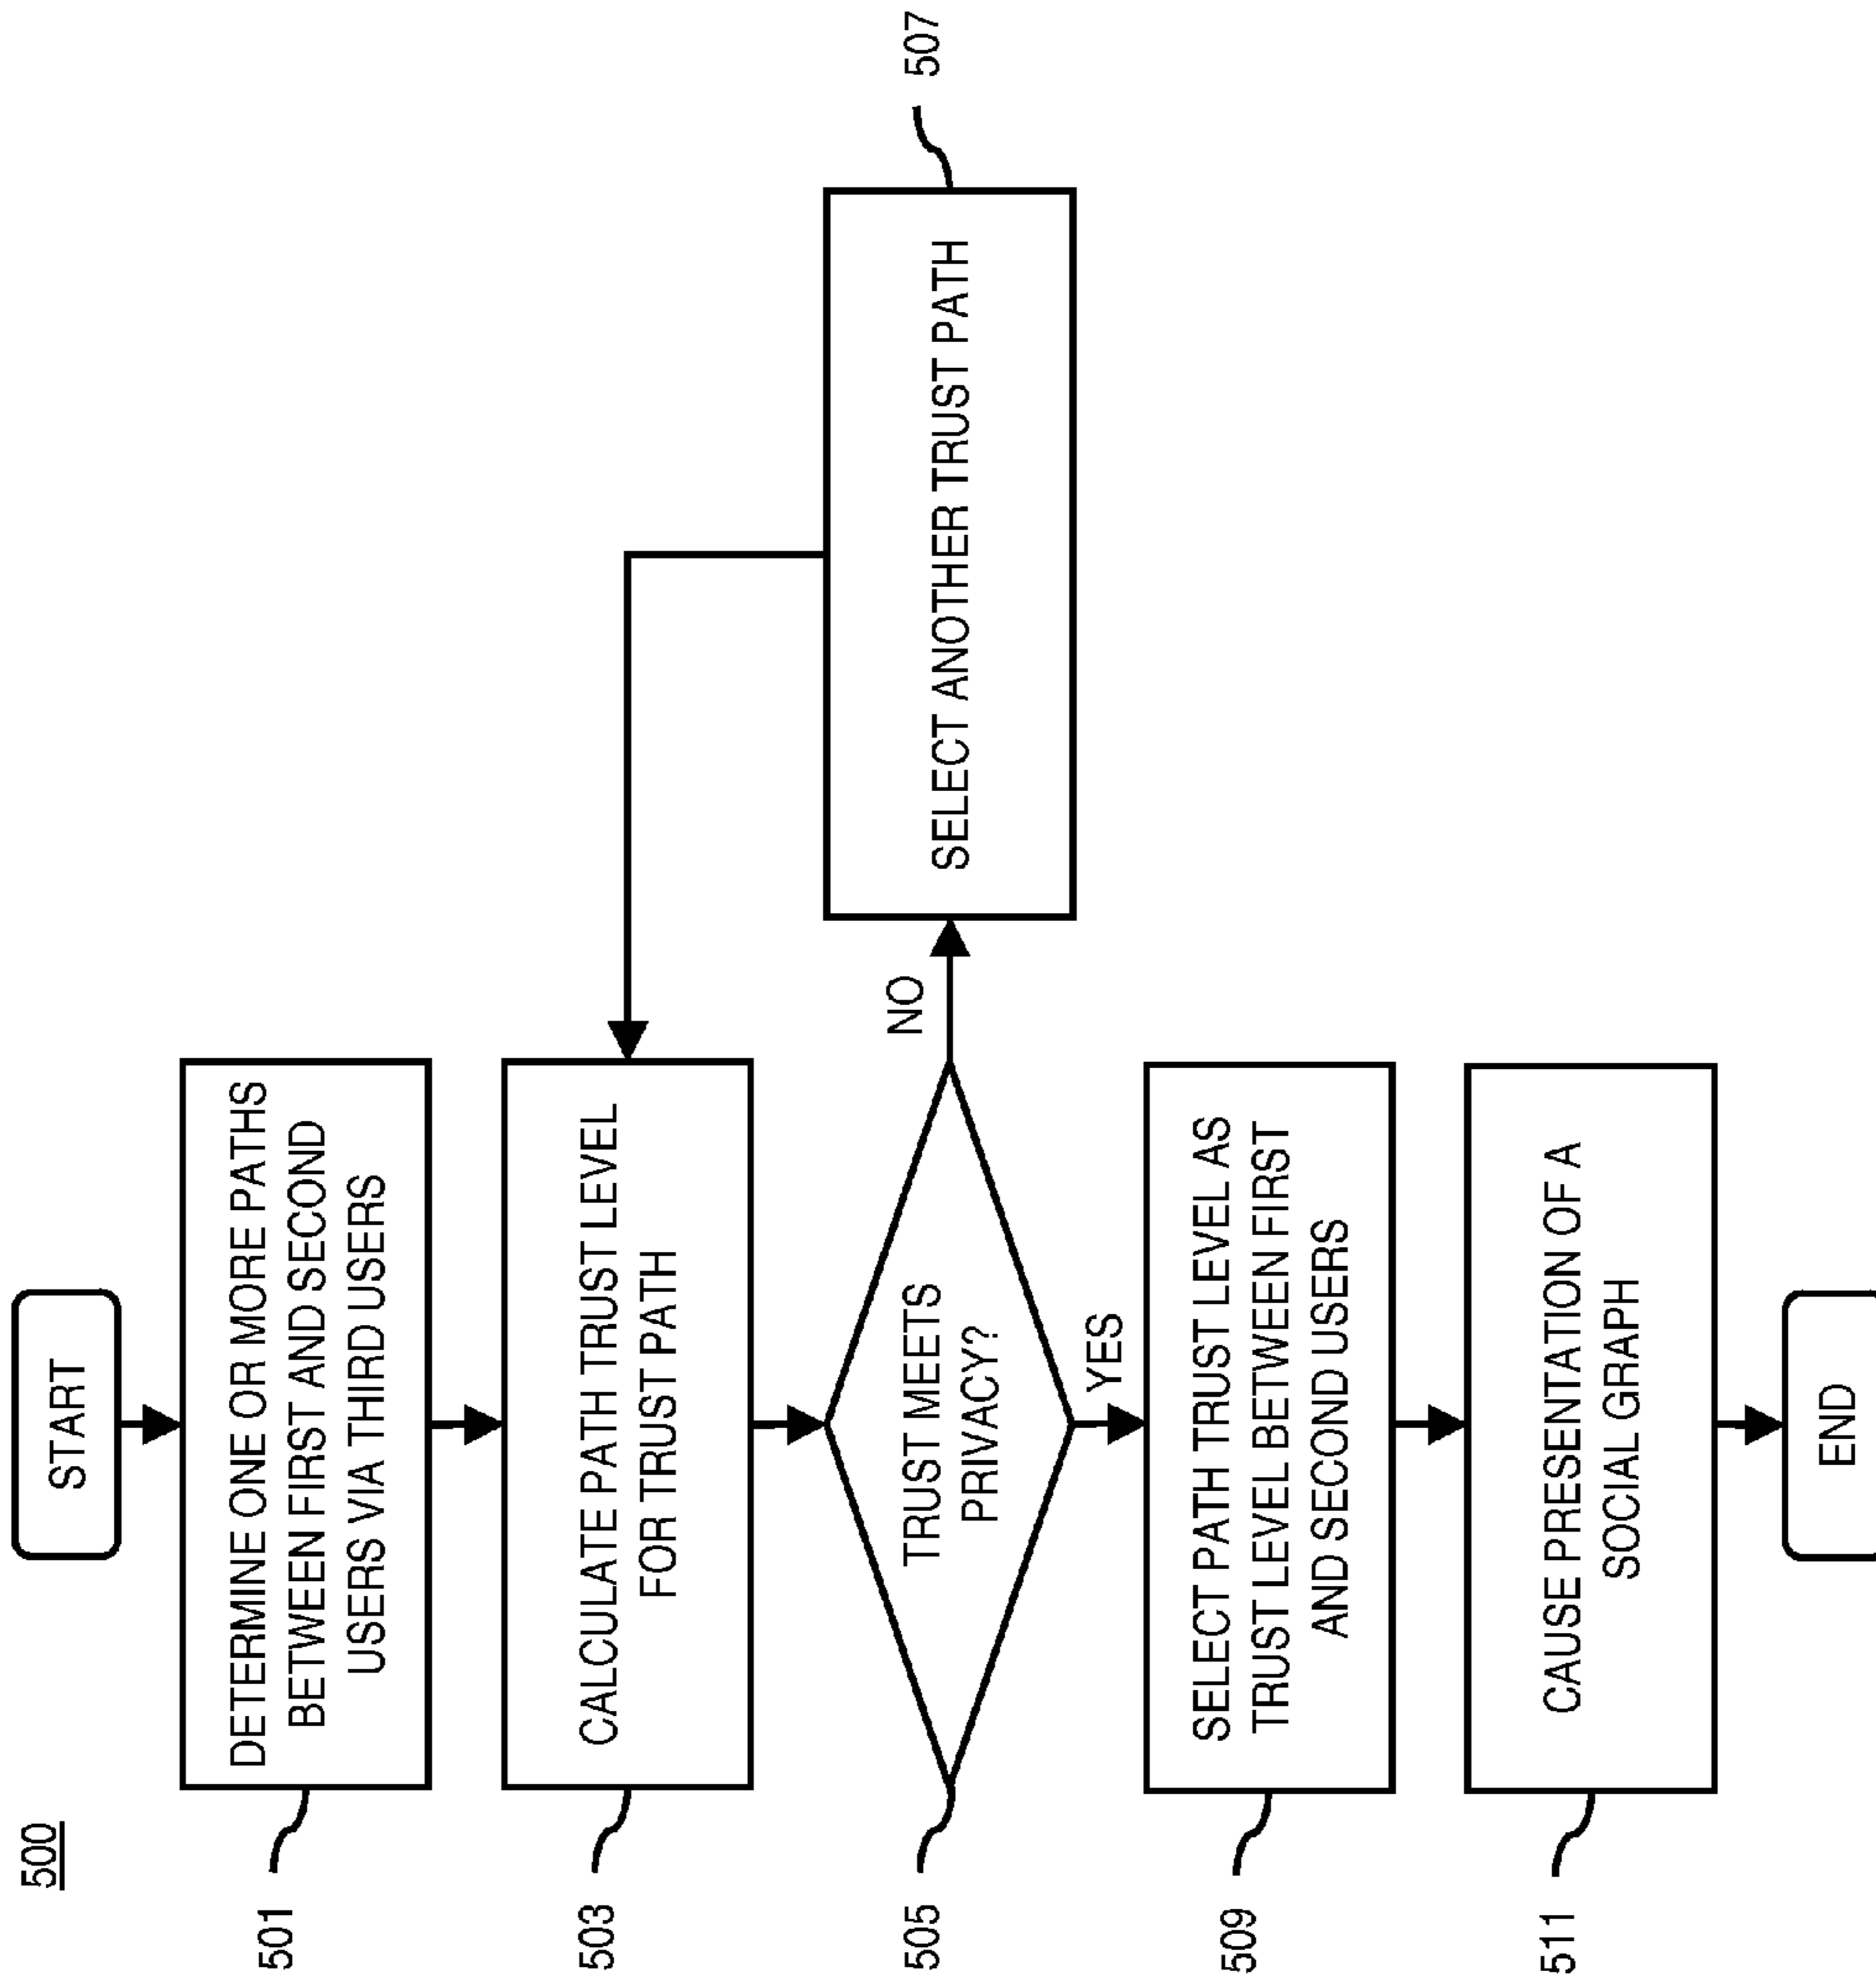 500
START
501
DETERMINE ONE OR MORE PATHS
BETWEEN FIRST AND SECOND
USERS VIA THIRD USERS
503
CALCULATE PATH TRUST LEVEL
FOR TRUST PATH
505
TRUST MEETS
PRIVACY?
NO
SELECT ANOTHER TRUST PATH
507
YES
509
SELECT PATH TRUST LEVEL AS
TRUST LEVEL BETWEEN FIRST
AND SECOND USERS
511
CAUSE PRESENTATION OF A
SOCIAL GRAPH
END